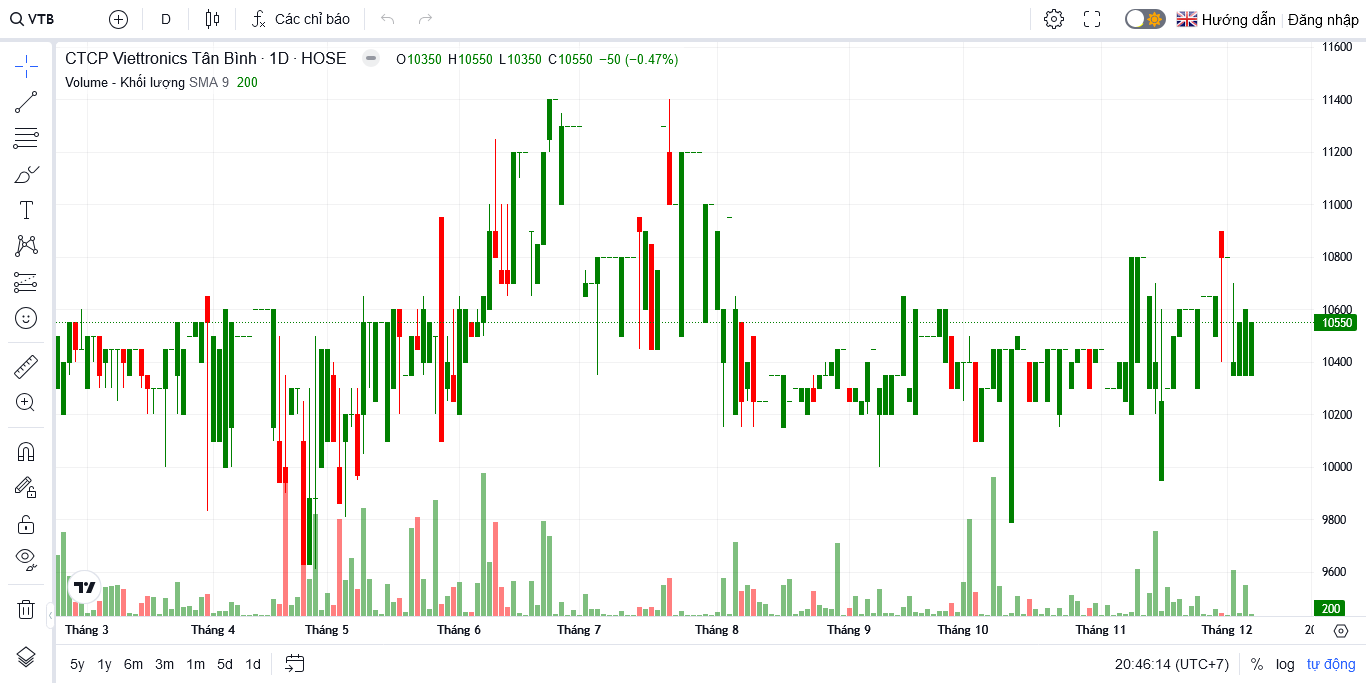 VTB D Các chỉ báo Hướng dẫn Đăng nhập
CTCP Viettronics Tân Bình · 1D · HOSE O10350 H10550 L10350 C10550 −50 (−0.47%)
Volume - Khối lượng SMA 9 200
11600
11400
11200
11000
10800
10600
10550
10400
10200
10000
9800
9600
200
Tháng 3 Tháng 4 Tháng 5 Tháng 6 Tháng 7 Tháng 8 Tháng 9 Tháng 10 Tháng 11 Tháng 12
5y 1y 6m 3m 1m 5d 1d 20:46:14 (UTC+7) % log tự động